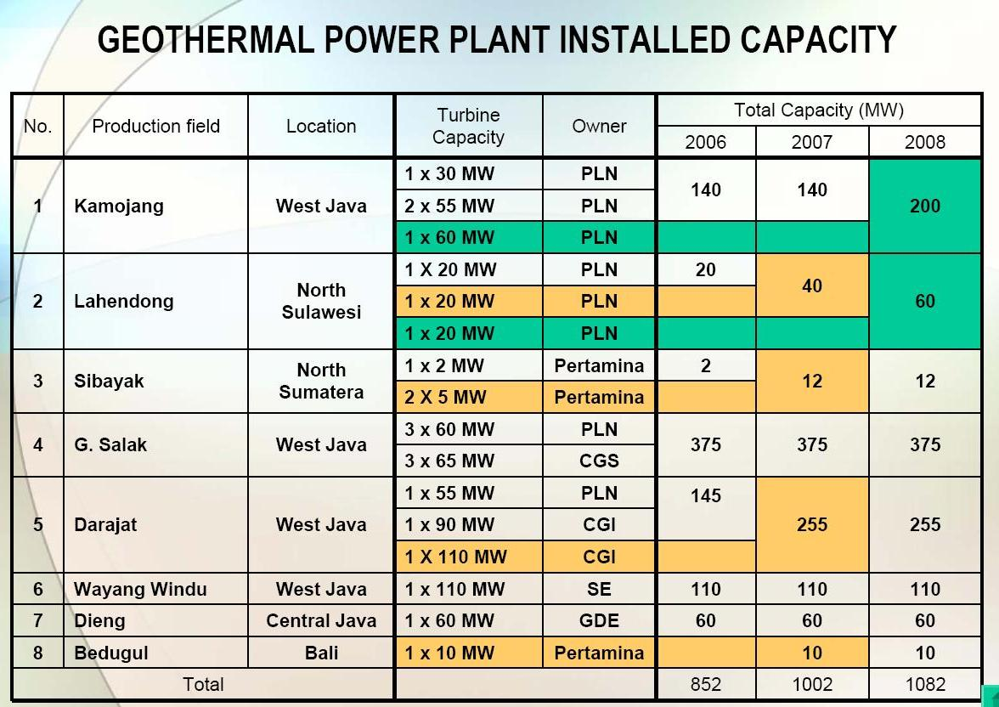 GEOTHERMAL POWER PLANT INSTALLED CAPACITY
No. Production field Location Turbine Capacity Owner Total Capacity (MW)
2006 2007 2008
1 Kamojang West Java 1 x 30 MW PLN 140 140 200
2 x 55 MW PLN
1 x 60 MW PLN
2 Lahendong North Sulawesi 1 X 20 MW PLN 20 40 60
1 x 20 MW PLN
1 x 20 MW PLN
3 Sibayak North Sumatera 1 x 2 MW Pertamina 2 12 12
2 X 5 MW Pertamina
4 G. Salak West Java 3 x 60 MW PLN 375 375 375
3 x 65 MW CGS
5 Darajat West Java 1 x 55 MW PLN 145 255 255
1 x 90 MW CGI
1 X 110 MW CGI
6 Wayang Windu West Java 1 x 110 MW SE 110 110 110
7 Dieng Central Java 1 x 60 MW GDE 60 60 60
8 Bedugul Bali 1 x 10 MW Pertamina 10 10
Total 852 1002 1082